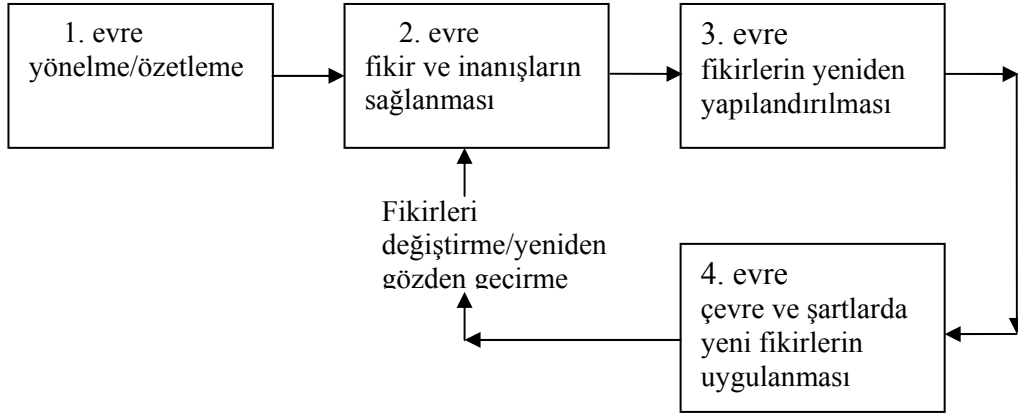 1. evre
yönelme/özetleme
2. evre
fikir ve inanışların
sağlanması
3. evre
fikirlerin yeniden
yapılandırılması
Fikirleri
değiştirme/yeniden
gözden geçirme
4. evre
çevre ve şartlarda
yeni fikirlerin
uygulanması